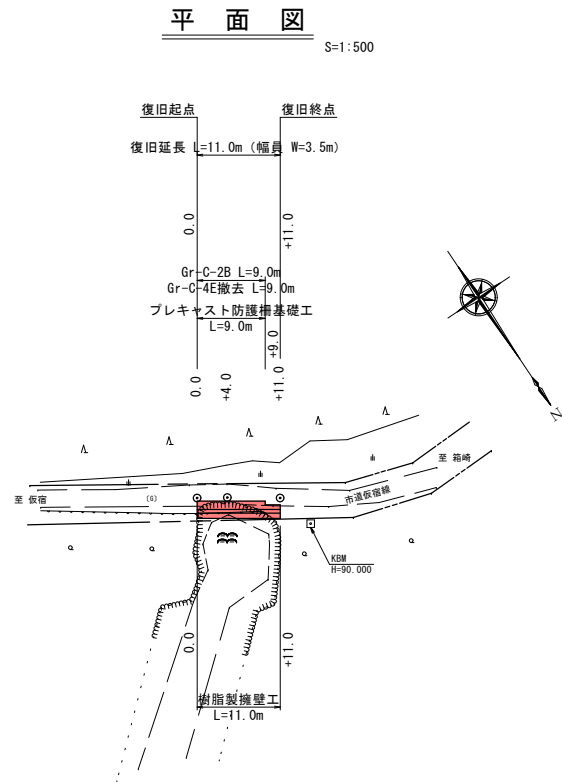 平面図
S=1:500
復旧起点
復旧終点
復旧延長 L=11.0m (幅員 W=3.5m)
0.0
+11.0
Gr-C-2B L=9.0m
Gr-C-4E撤去 L=9.0m
プレキャスト防護柵基礎工
L=9.0m
+9.0
0.0
+4.0
+11.0
N
至 箱崎
至 仮宿
(G)
市道仮宿線
KBM
H=90.000
0.0
+11.0
樹脂製擁壁工
L=11.0m